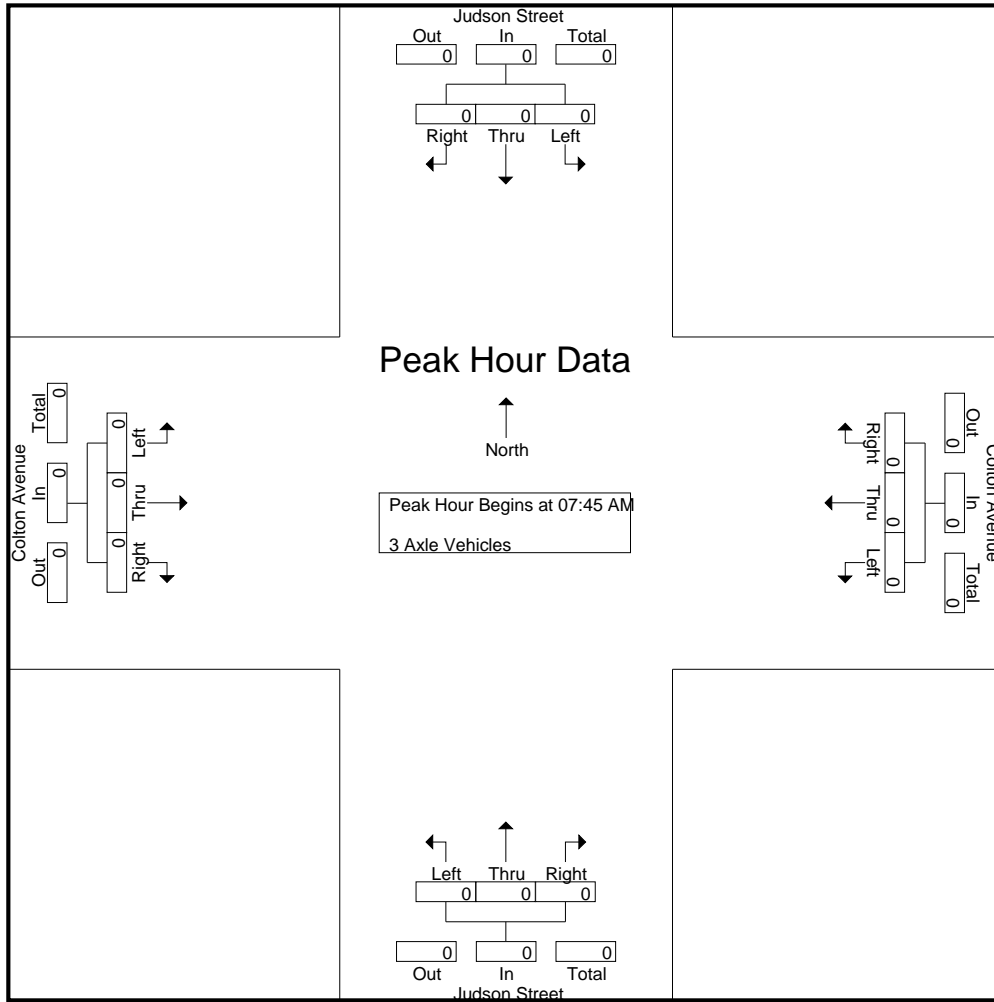 Judson Street
Out In Total
0 0 0
0 0 0
Right Thru Left
Peak Hour Data
North
Peak Hour Begins at 07:45 AM
3 Axle Vehicles
Colton Avenue
Out In Total
0 0 0
0 0 0
Right Thru Left
Colton Avenue
Out In Total
0 0 0
0 0 0
Right Thru Left
Left Thru Right
0 0 0
0 0 0
Out In Total
Judson Street